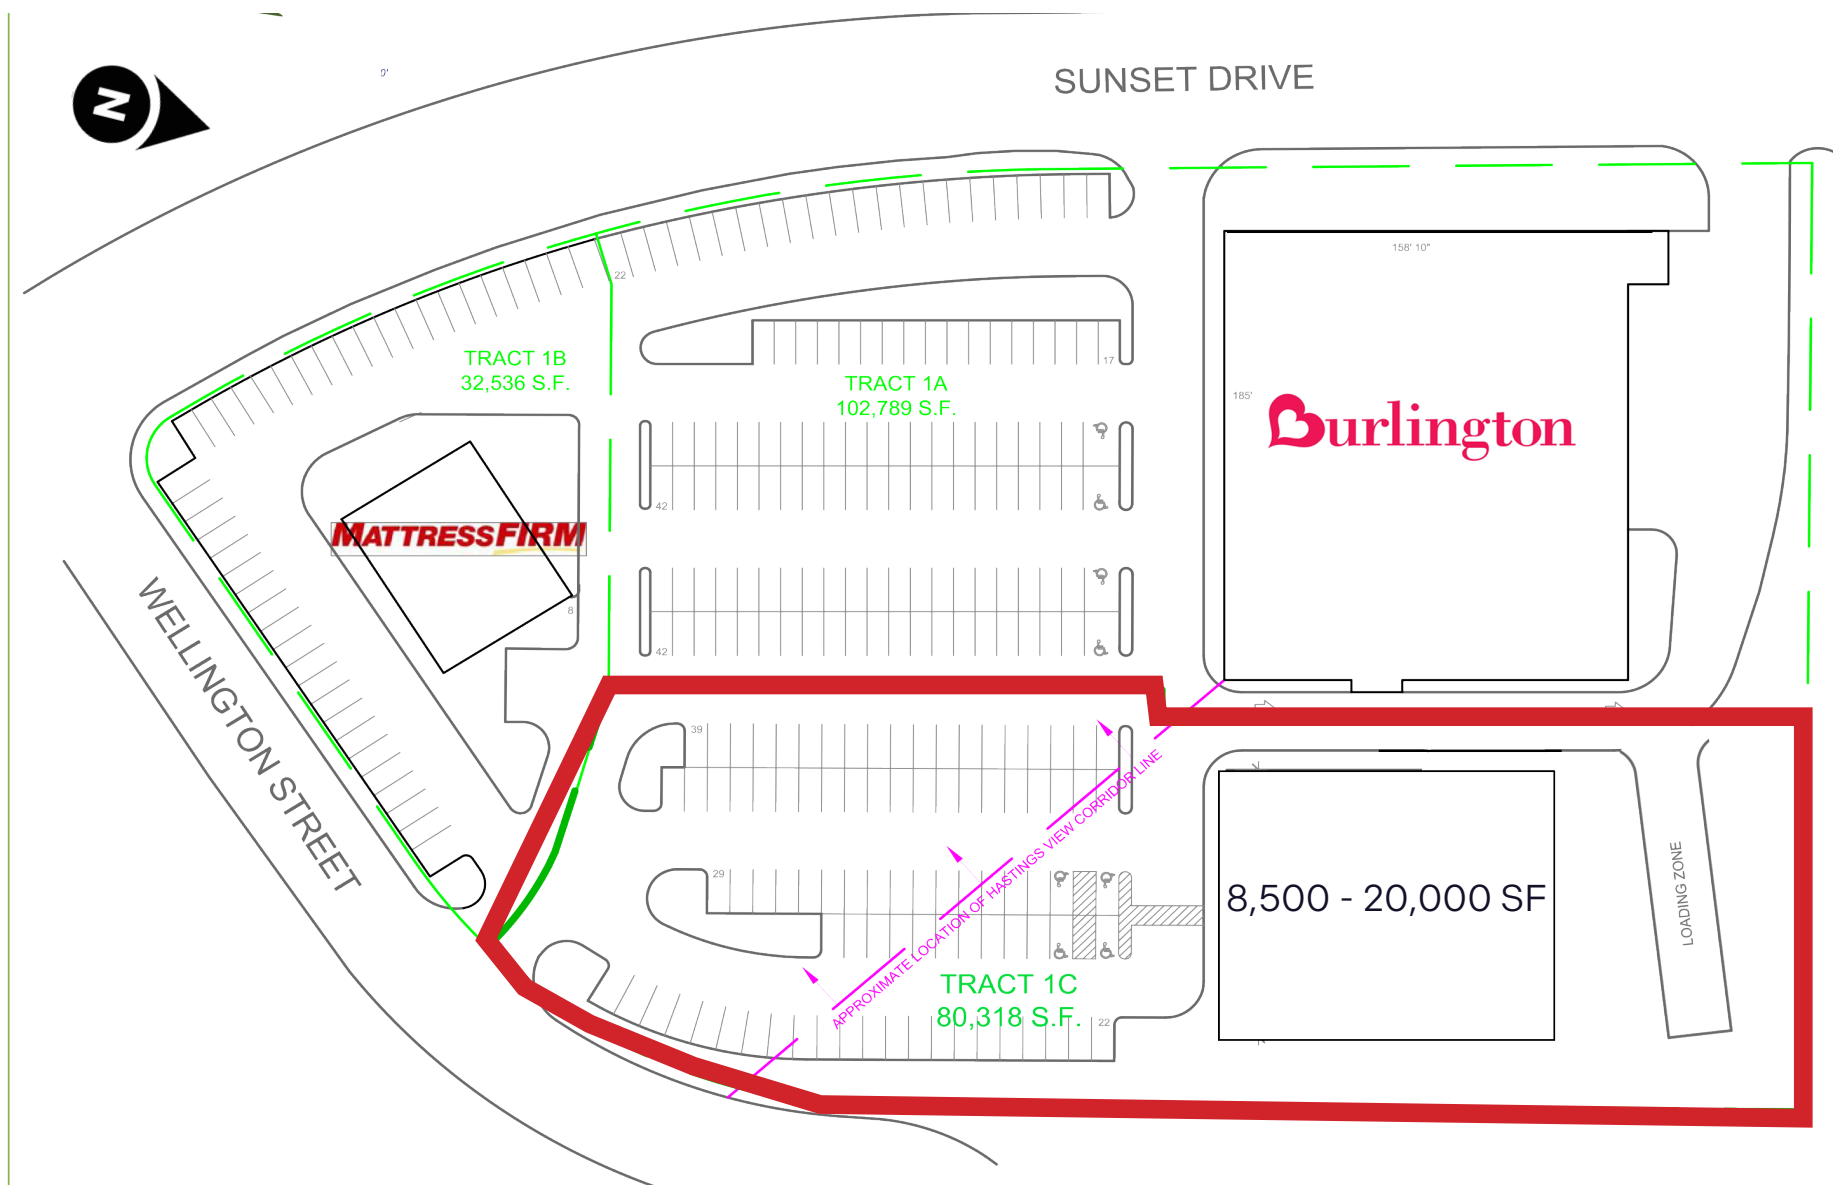 N
0'
SUNSET DRIVE
158' 10"
22
TRACT 1B
32,536 S.F.
17
TRACT 1A
102,789 S.F.
185'
Burlington
42
MATTRESSFIRM
8
42
WELLINGTON STREET
39
APPROXIMATE LOCATION OF HASTINGS VIEW CORRIDOR LINE
29
8,500 - 20,000 SF
LOADING ZONE
TRACT 1C
80,318 S.F.
22